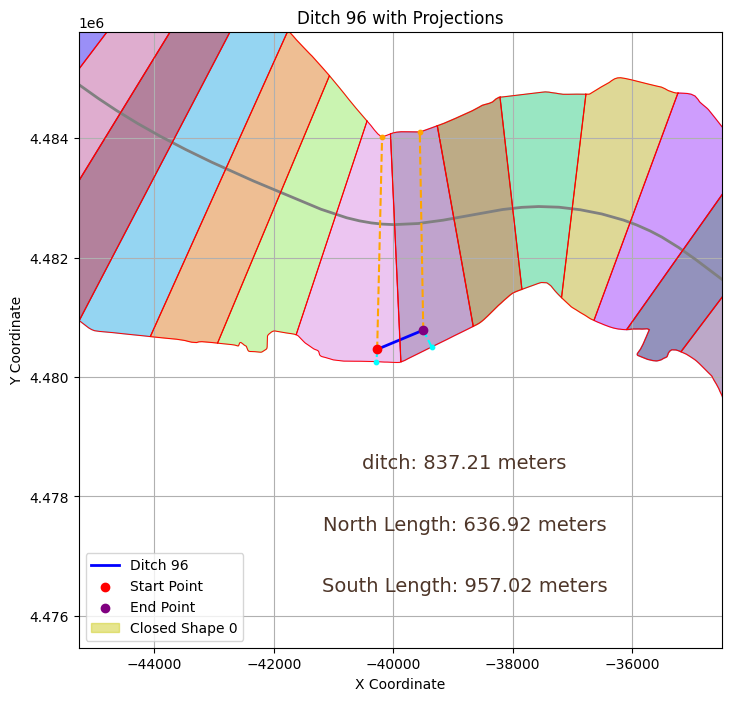 Ditch 96 with Projections
1e6
4.484
4.482
4.480
4.478
4.476
Y Coordinate
ditch: 837.21 meters
North Length: 636.92 meters
South Length: 957.02 meters
Ditch 96
Start Point
End Point
Closed Shape 0
−44000 −42000 −40000 −38000 −36000
X Coordinate